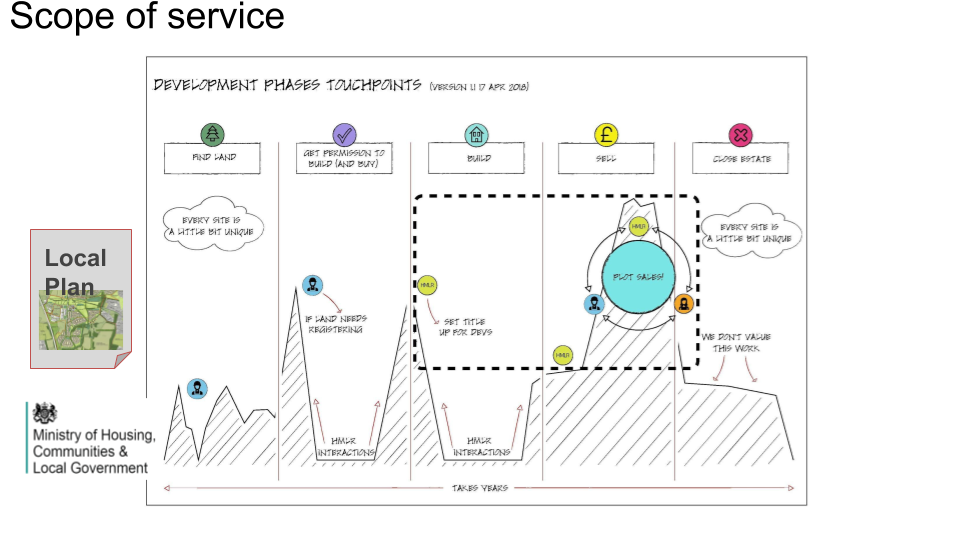 Scope of service
DEVELOPMENT PHASES TOUCHPOINTS (VERSION 1.1 17 APR 2018)
FIND LAND
GET PERMISSION TO
BUILD (AND BUY)
BUILD
£
SELL
CLOSE ESTATE
EVERY SITE IS
A LITTLE BIT UNIQUE
EVERY SITE IS
A LITTLE BIT UNIQUE
HMLR
Local
Plan
PLOT SALES!
HMLR
IF LAND NEEDS
REGISTERING
SET TITLE
UP FOR DEVS
WE DON'T VALUE
THIS WORK
HMLR
Ministry of Housing,
Communities &
Local Government
HMLR
INTERACTIONS
HMLR
INTERACTIONS
TAKES YEARS